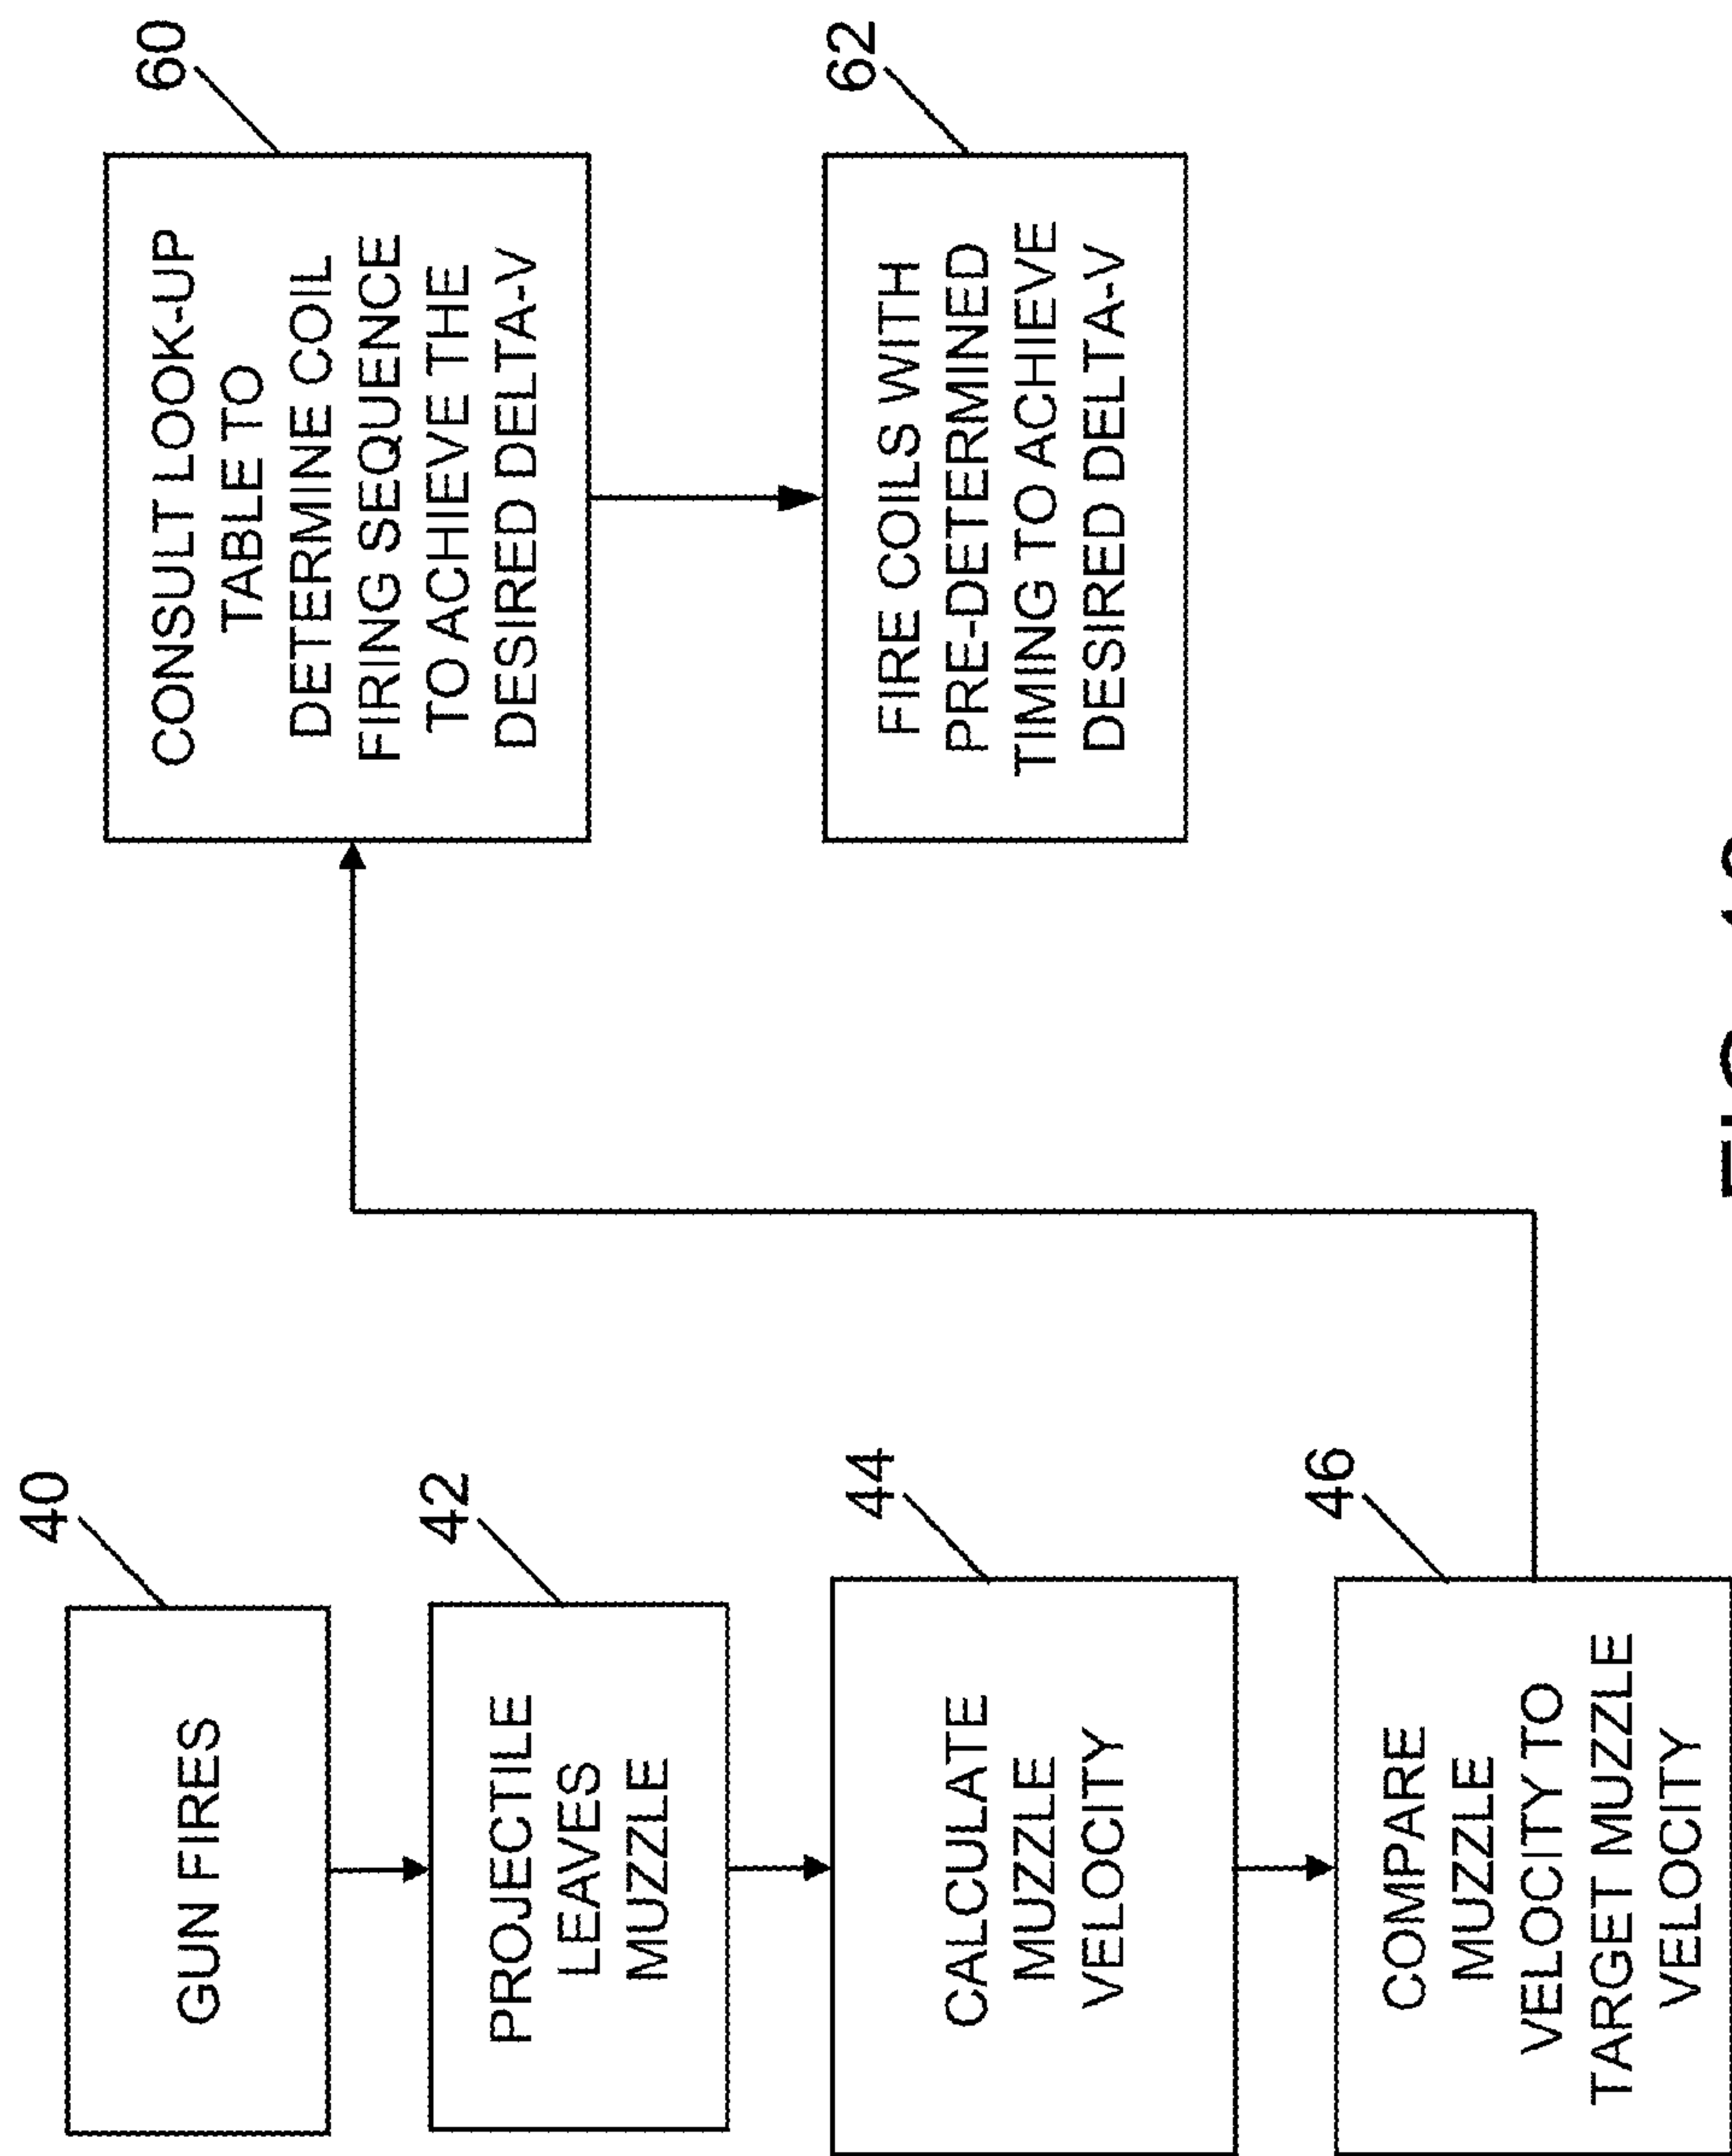 40
GUN FIRES
42
PROJECTILE
LEAVES
MUZZLE
44
CALCULATE
MUZZLE
VELOCITY
46
COMPARE
MUZZLE
VELOCITY TO
TARGET MUZZLE
VELOCITY
60
CONSULT LOOK-UP
TABLE TO
DETERMINE COIL
FIRING SEQUENCE
TO ACHIEVE THE
DESIRED DELTA-V
62
FIRE COILS WITH
PRE-DETERMINED
TIMING TO ACHIEVE
DESIRED DELTA-V